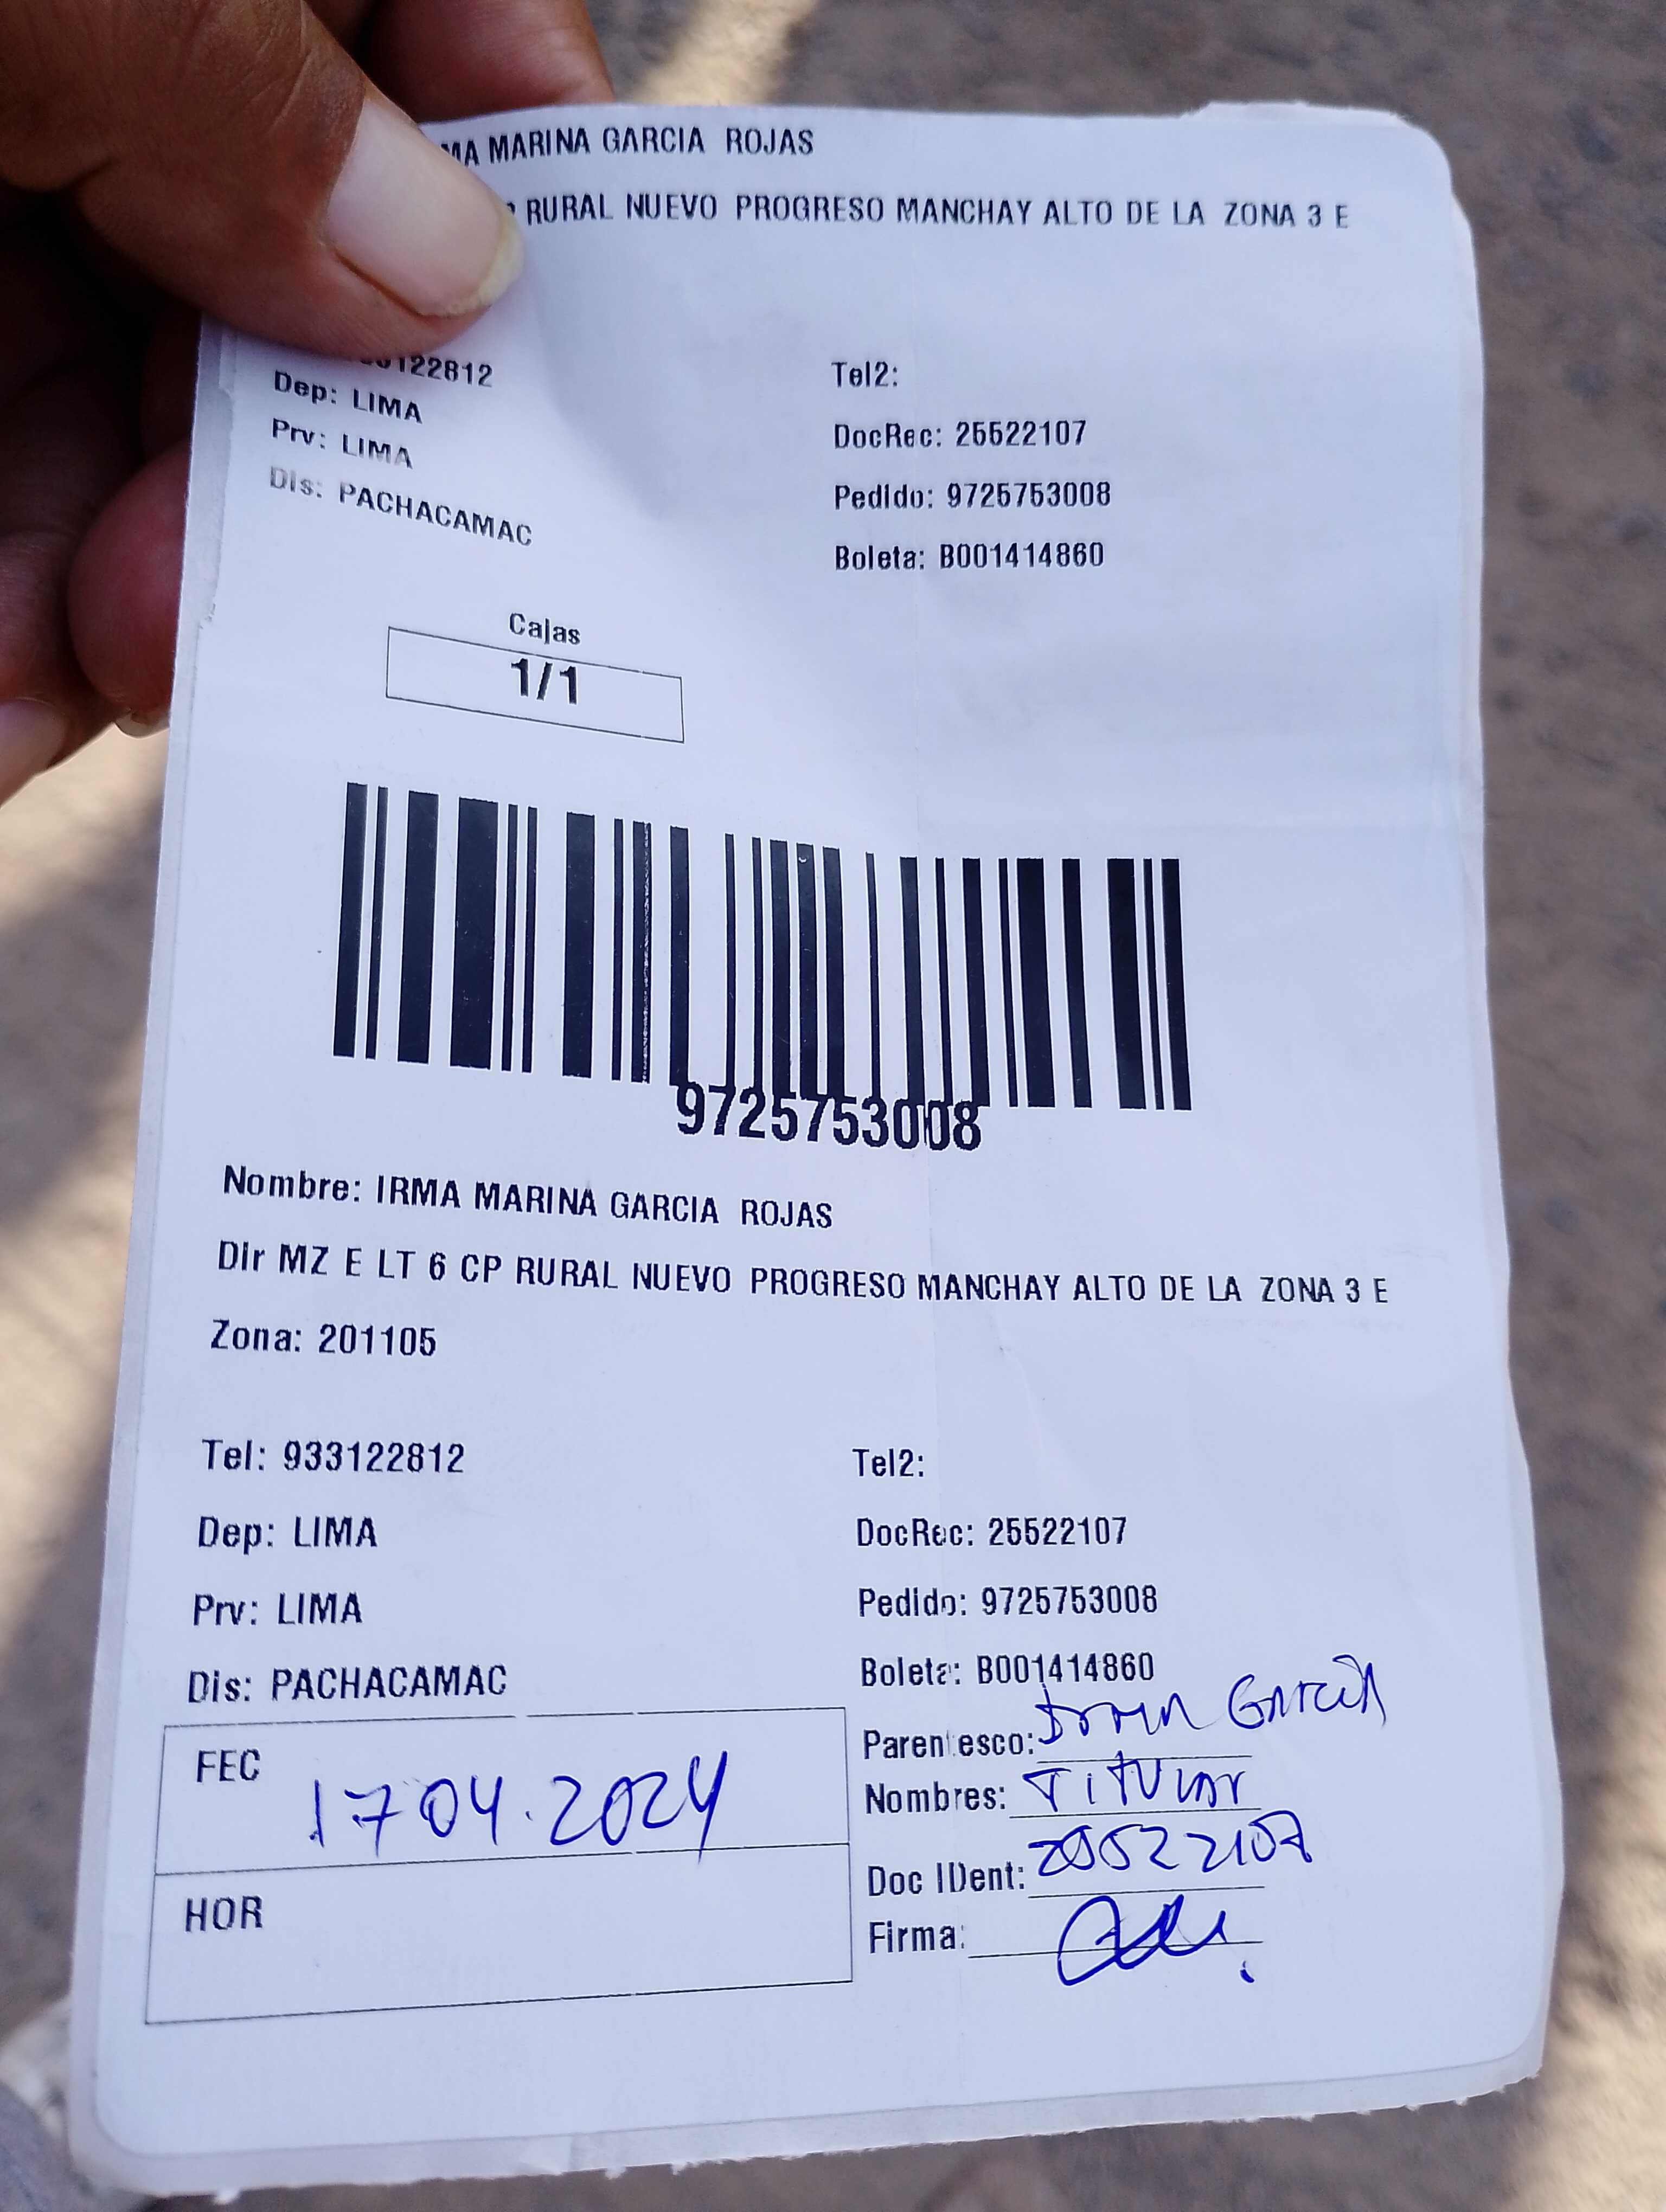 MA MARINA GARCIA ROJAS
RURAL NUEVO PROGRESO MANCHAY ALTO DE LA ZONA 3 E
122812
Tel2:
Dep: LIMA
DocRec: 25522107
Prv: LIMA
Pedido: 9725753008
Dis: PACHACAMAC
Boleta: B001414860
Cajas
1/1
9725753008
Nombre: IRMA MARINA GARCIA ROJAS
Dir MZ E LT 6 CP RURAL NUEVO PROGRESO MANCHAY ALTO DE LA ZONA 3 E
Zona: 201105
Tel: 933122812
Tel2:
Dep: LIMA
DocRec: 25522107
Prv: LIMA
Pedido: 9725753008
Dis: PACHACAMAC
Boleta: B001414860
FEC 17 04.2024
HOR
Parentesco: GARCIA
Nombres: TITULAR
Doc IDent: 25522107
Firma: